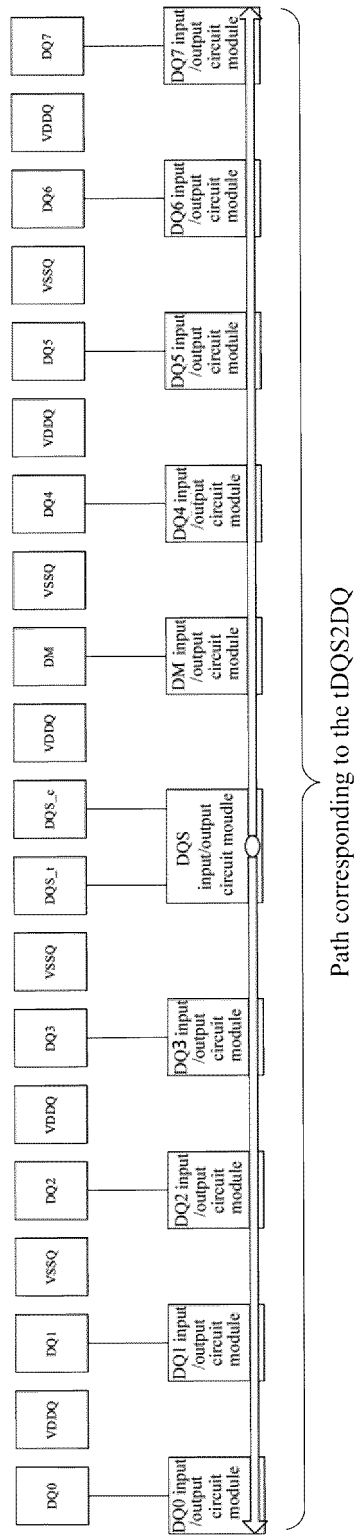 DQ0
VDDQ
DQ1
VSSQ
DQ2
VDDQ
DQ3
VSSQ
DQS_t
DQS_c
VDDQ
DM
VSSQ
DQ4
VDDQ
DQ5
VSSQ
DQ6
VDDQ
DQ7
DQ0 input
/output
circuit
module
DQ1 input
/output
circuit
module
DQ2 input
/output
circuit
module
DQ3 input
/output
circuit
module
DQS
input/output
circuit moudle
DM input
/output
circuit
module
DQ4 input
/output
circuit
module
DQ5 input
/output
circuit
module
DQ6 input
/output
circuit
module
DQ7 input
/output
circuit
module
Path corresponding to the tDQS2DQ